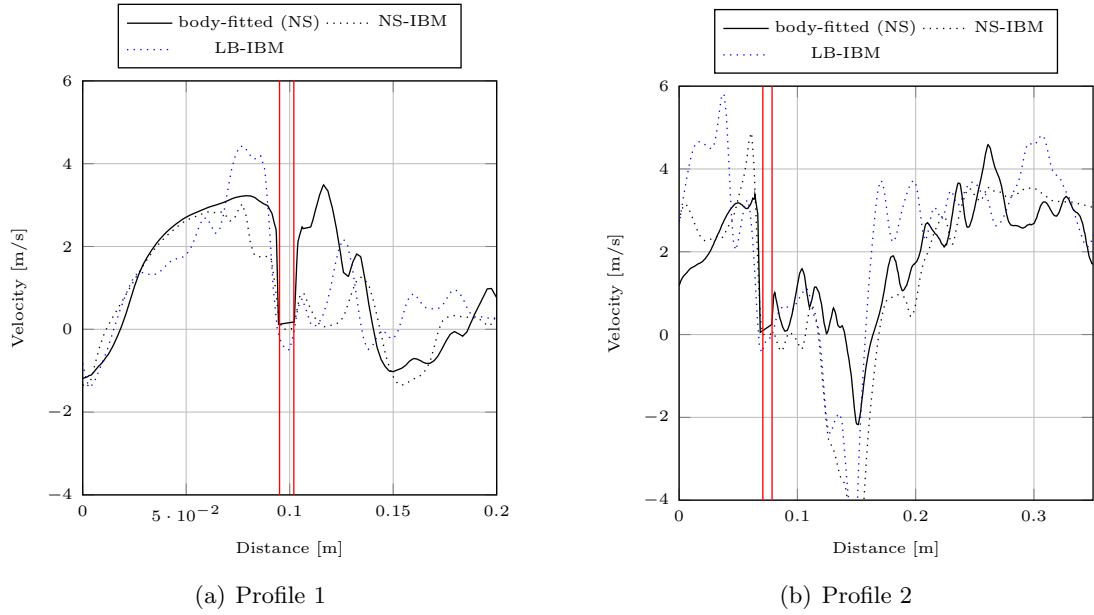 body-fitted (NS) NS-IBM
LB-IBM
6
4
2
0
−2
−4
0
5·10−2
0.1
0.15
0.2
Velocity [m/s]
Distance [m]
(a) Profile 1
body-fitted (NS) NS-IBM
LB-IBM
6
4
2
0
−2
−4
0
0.1
0.2
0.3
Velocity [m/s]
Distance [m]
(b) Profile 2